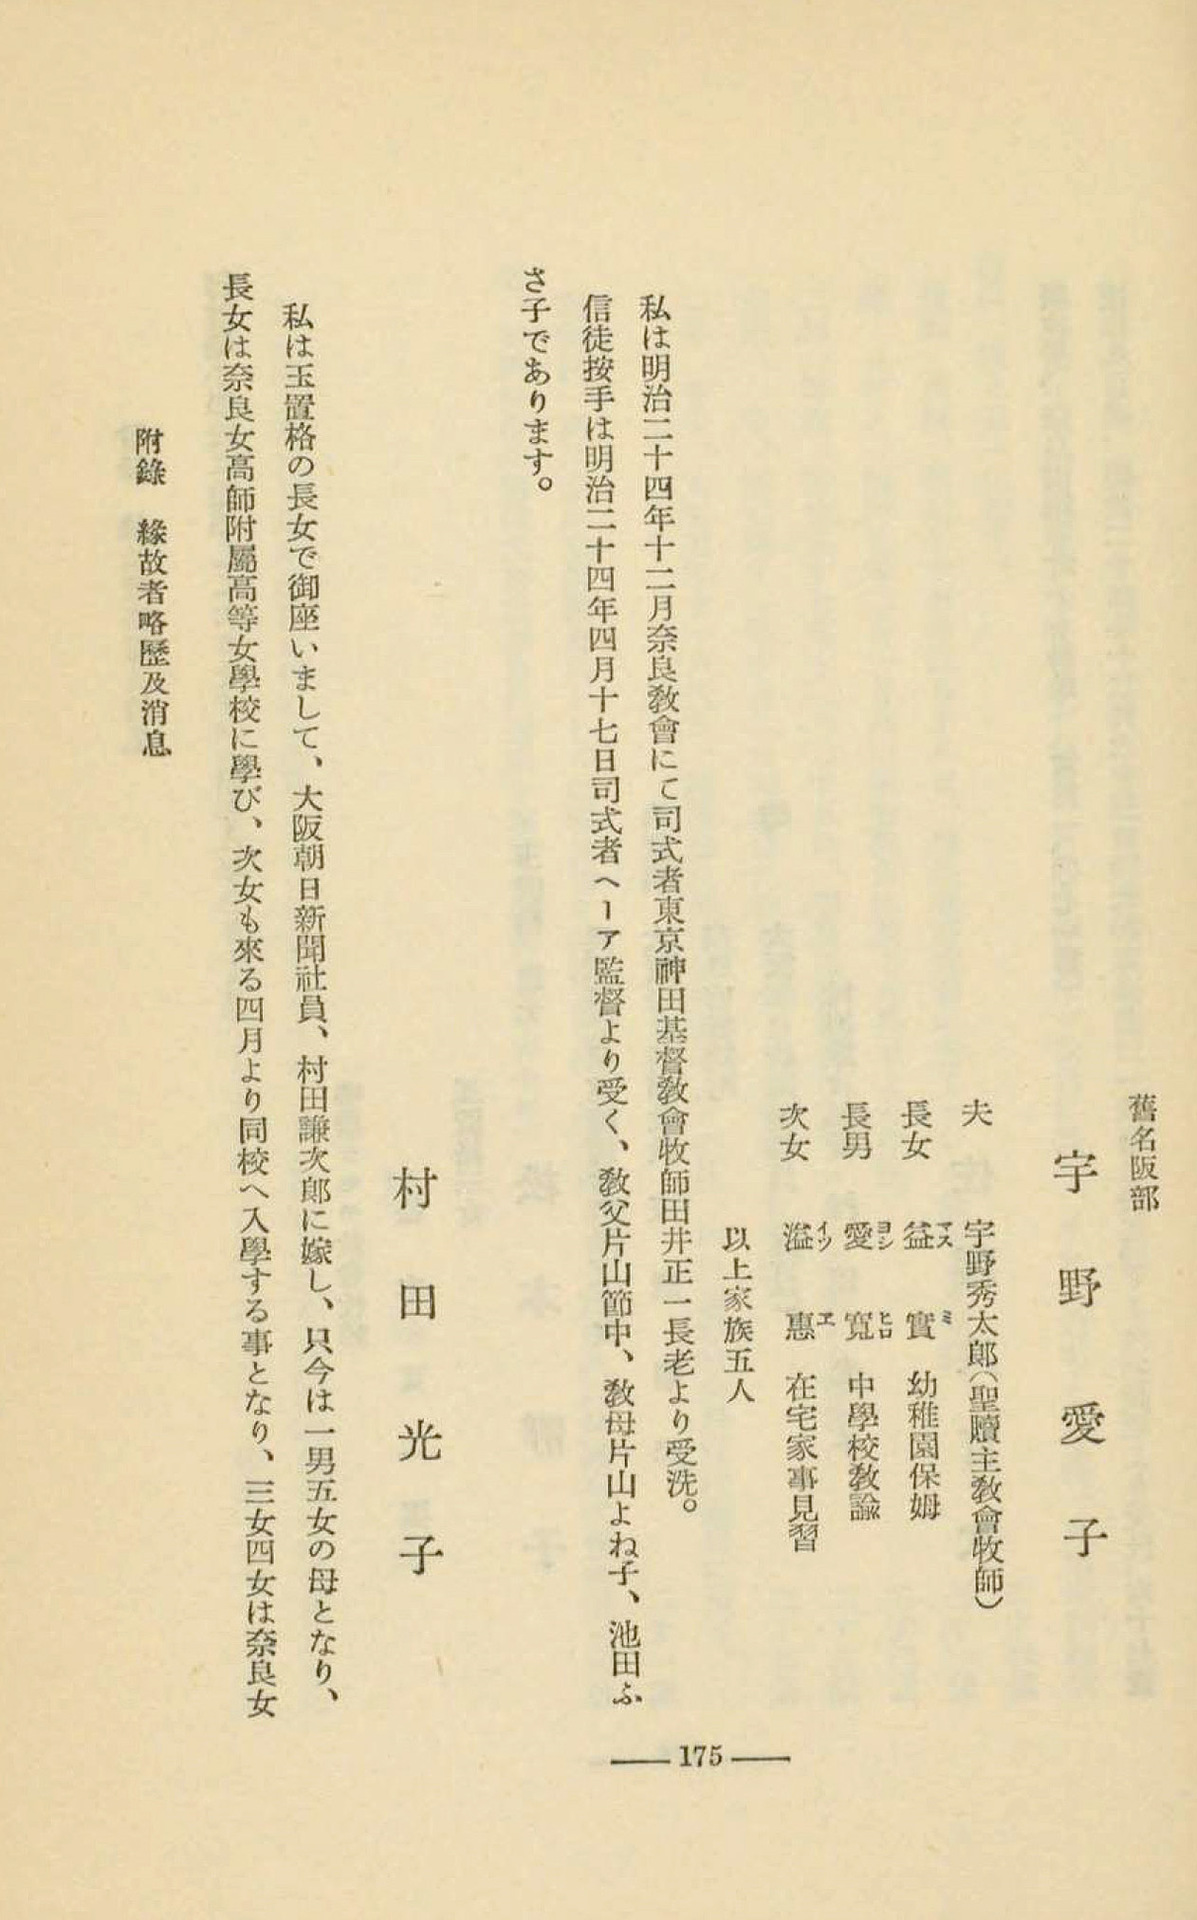 舊名阪部
宇野愛子
夫　宇野秀太郎（聖贖主教會牧師）
長女　益實　幼稚園保姆
マス　ミ
長男　愛寬　中學校教諭
ヨシ　ヒロ
次女　溢惠　在宅家事見習
イツ　ヱ
以上家族五人
私は明治二十四年十二月奈良教會にて司式者東京神田基督教會牧師田井正一長老より受洗。
信徒按手は明治二十四年四月十七日司式者ヘーア監督より受く、教父片山節中、教母片山よね子、池田ふ
さ子であります。
村田光子
私は玉置格の長女で御座いまして、大阪朝日新聞社員、村田謙次郎に嫁し、只今は一男五女の母となり、
長女は奈良女高師附屬高等女學校に學び、次女も來る四月より同校へ入學する事となり、三女四女は奈良女
附錄　緣故者略歷及消息
175